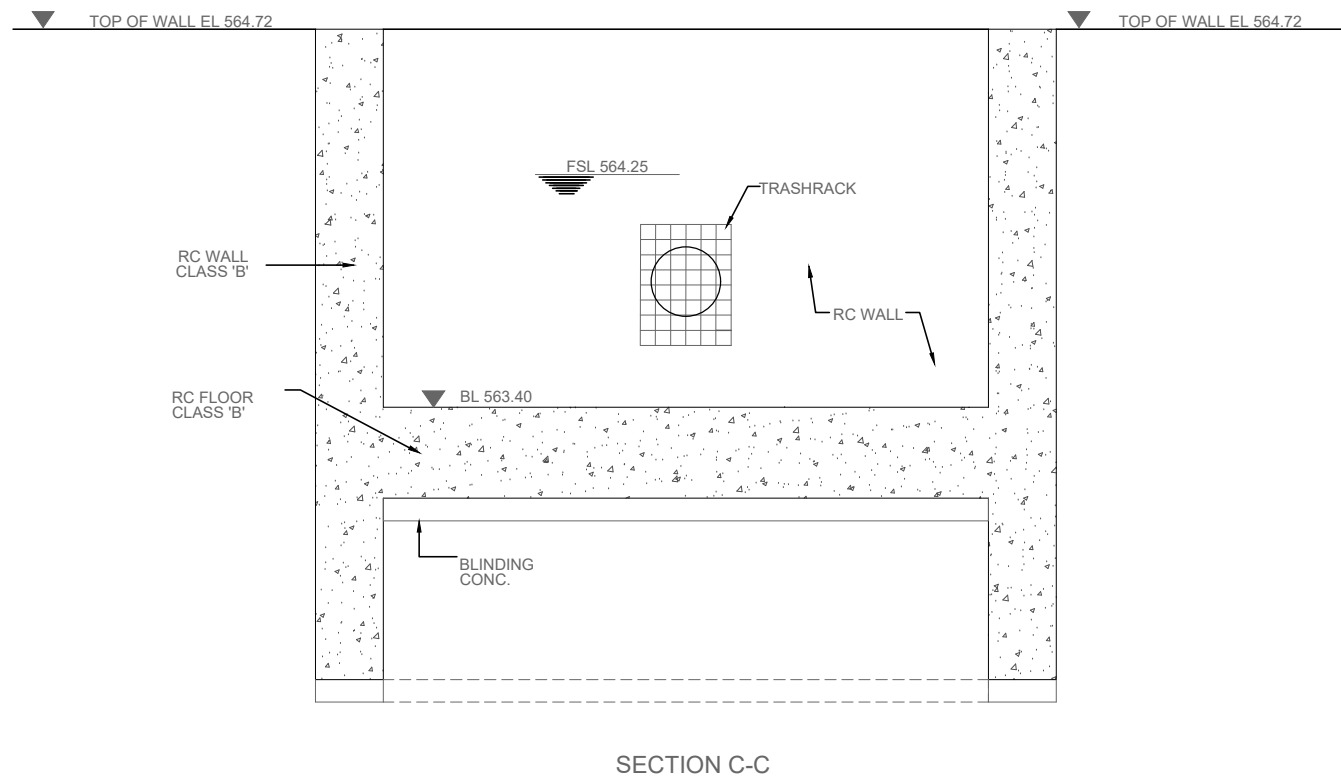 TOP OF WALL EL 564.72
TOP OF WALL EL 564.72
FSL 564.25
TRASHRACK
RC WALL
CLASS 'B'
RC WALL
BL 563.40
RC FLOOR
CLASS 'B'
BLINDING
CONC.
SECTION C-C